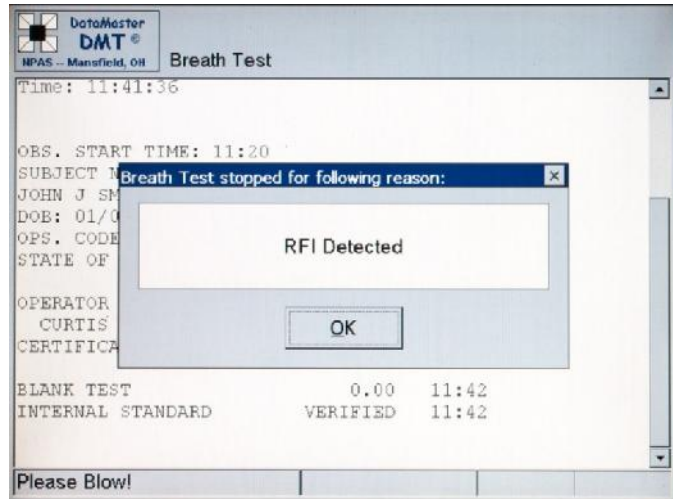 DataMaster
DMT ©
NPAS -- Mansfield, OH
Breath Test
Time: 11:41:36
OBS. START TIME: 11:20
SUBJECT N
Breath Test stopped for following reason:
JOHN J SM
DOB: 01/0
OPS. CODE
RFI Detected
STATE OF
OPERATOR
CURTIS
OK
CERTIFICA
BLANK TEST 0.00 11:42
INTERNAL STANDARD VERIFIED 11:42
Please Blow!